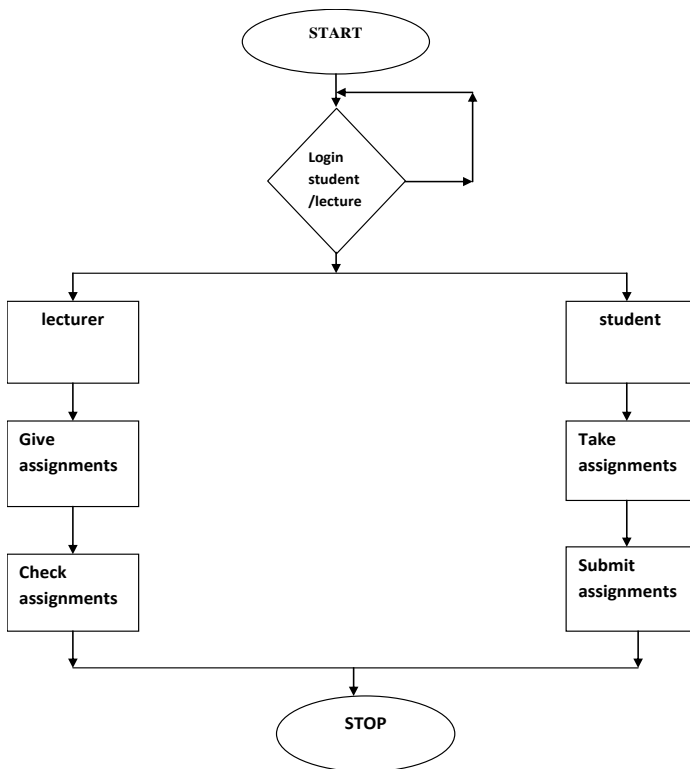 START
Login
student
/lecture
lecturer
student
Give
assignments
Take
assignments
Check
assignments
Submit
assignments
STOP